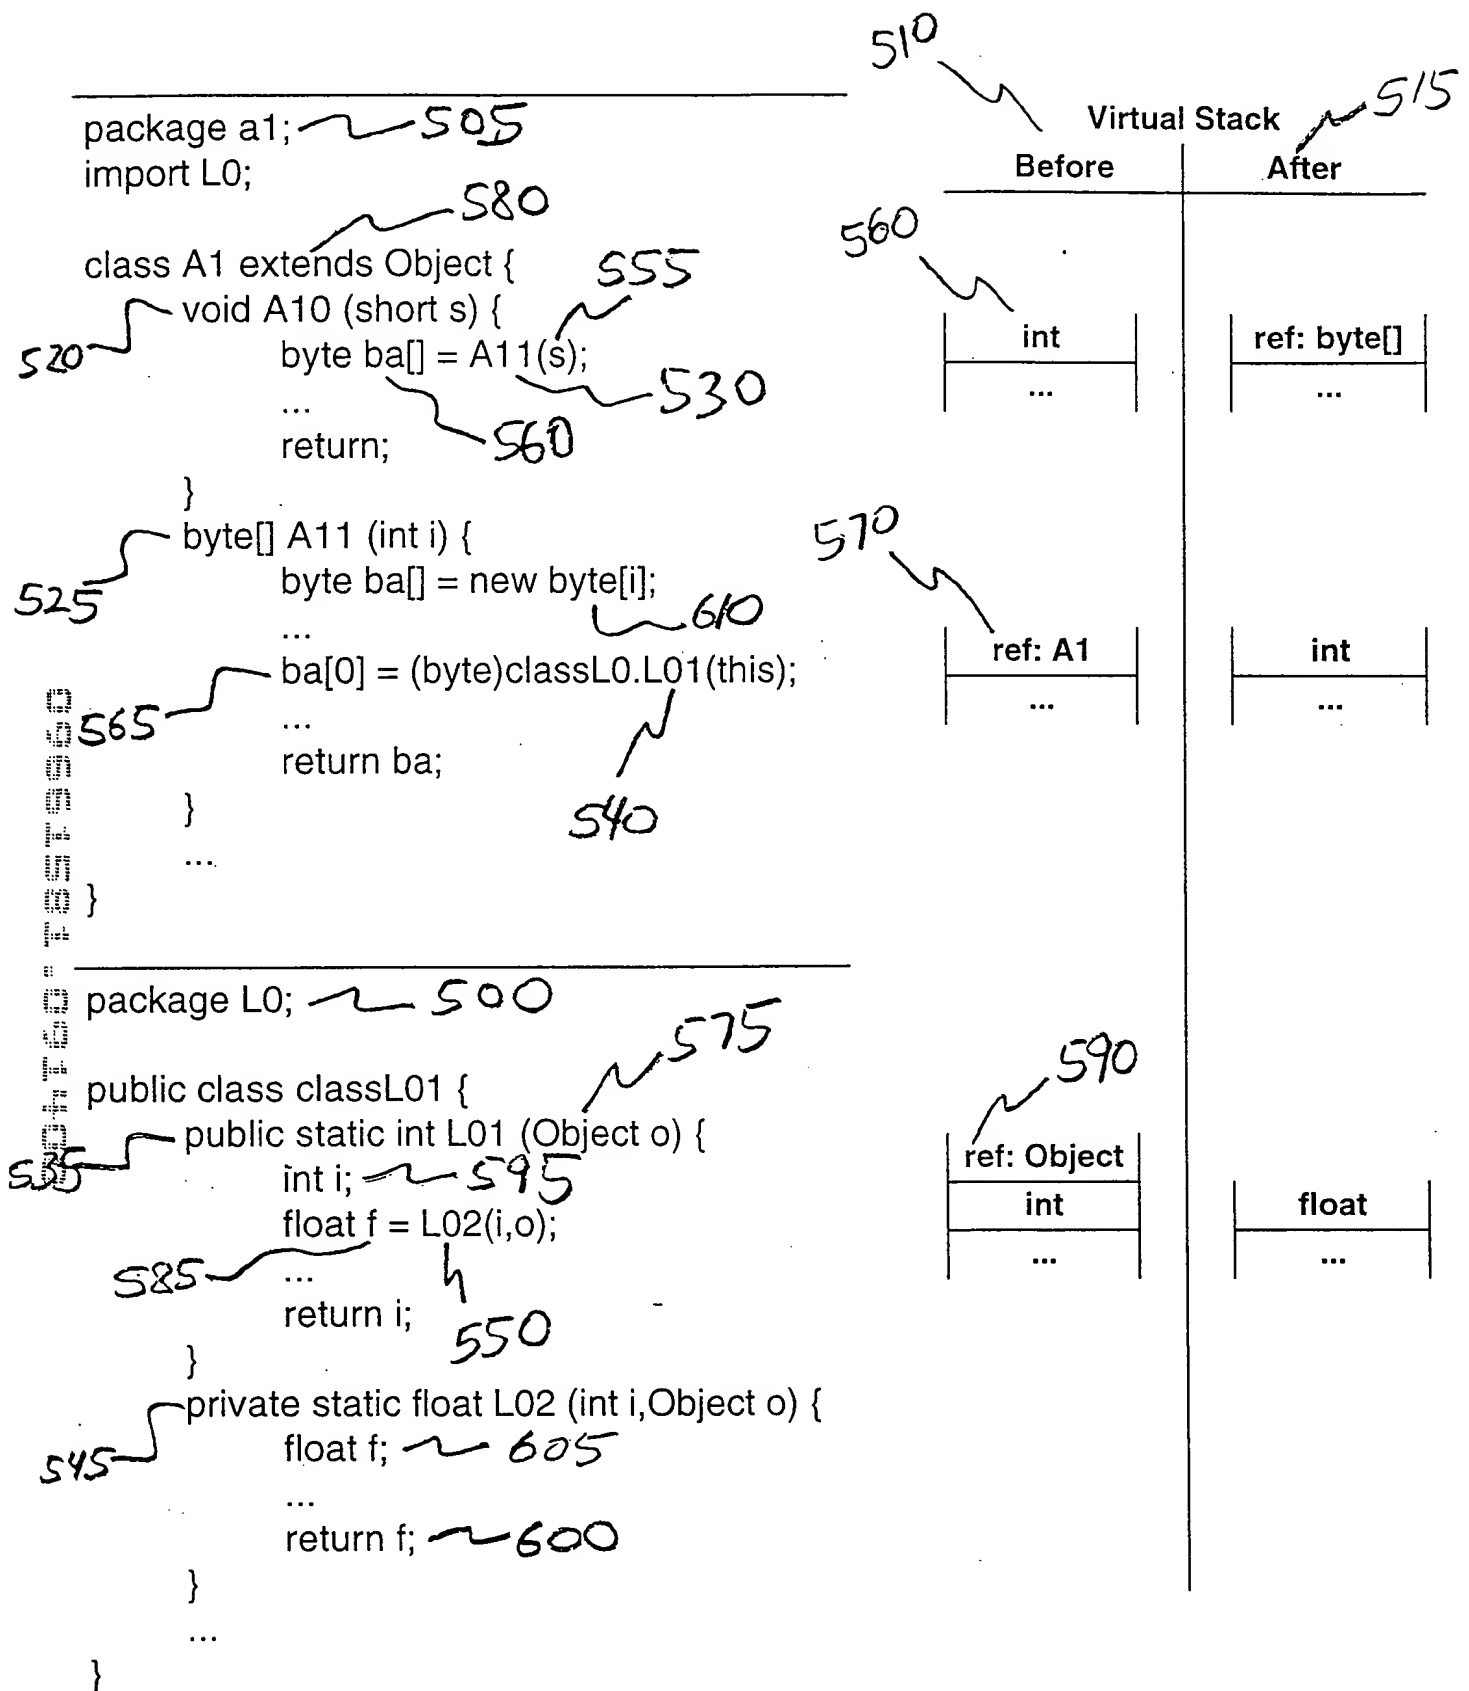 510
package a1; 505
Virtual Stack 515
import L0;
Before After
580
560
class A1 extends Object { 555
void A10 (short s) {
520
int ref: byte[]
byte ba[] = A11(s);
... ...
... 530
return; 560
}
570
byte[] A11 (int i) {
525
byte ba[] = new byte[i];
... 610
ref: A1 int
ba[0] = (byte)classL0.L01(this);
... ...
565
...
return ba;
} 540
...
}
package L0; 500
575
590
public class classL01 {
public static int L01 (Object o) {
535
ref: Object
int i; 595
int float
float f = L02(i,o);
... ...
585
...
return i; 550
}
private static float L02 (int i,Object o) {
545
float f; 605
...
return f; 600
}
...
}